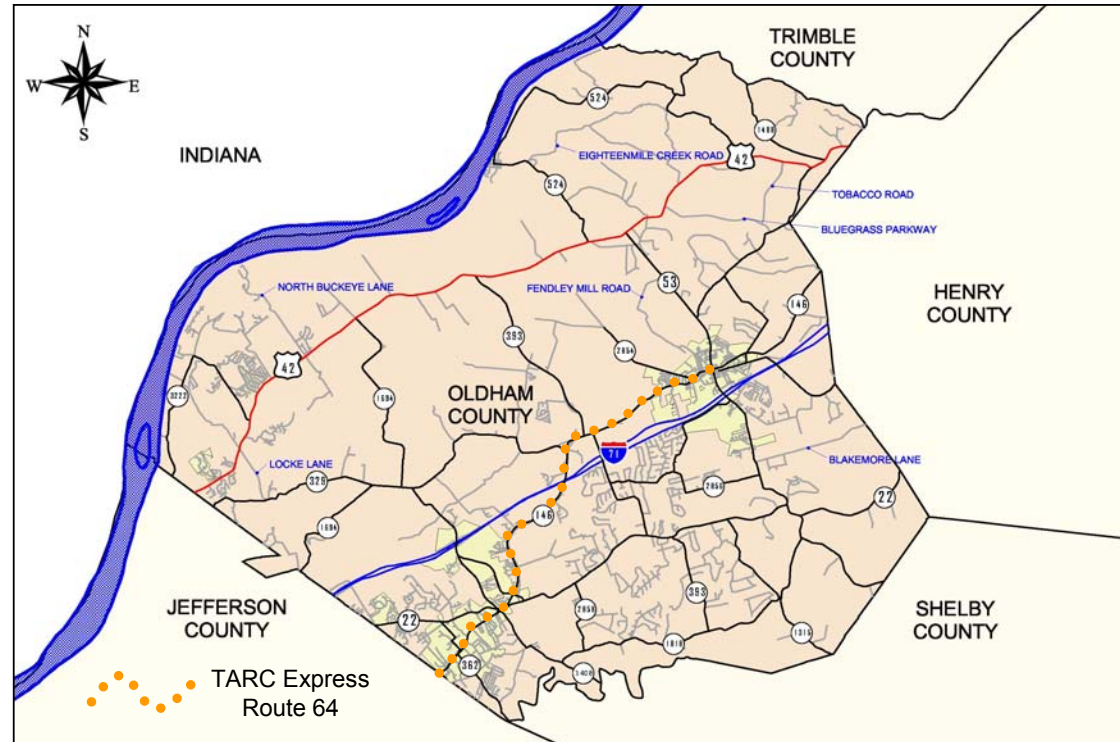 N
W
E
S
TRIMBLE
COUNTY
INDIANA
524
1488
EIGHTEENMILE CREEK ROAD
42
524
TOBACCO ROAD
BLUEGRASS PARKWAY
NORTH BUCKEYE LANE
FENDLEY MILL ROAD
53
HENRY
COUNTY
146
393
2854
42
3222
1694
OLDHAM
COUNTY
71
LOCKE LANE
329
BLAKEMORE LANE
2855
22
1694
146
JEFFERSON
COUNTY
22
2858
393
SHELBY
COUNTY
362
1818
1315
1408
TARC Express
Route 64